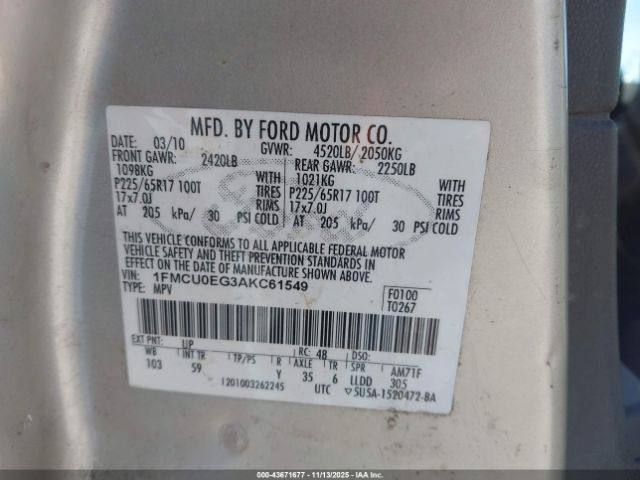 MFD. BY FORD MOTOR CO.
DATE: 03/10 GVWR: 4520LB/ 2050KG
FRONT GAWR: 2420LB REAR GAWR: 2250LB
1098KG WITH 1021KG WITH
P225/65R17 100T TIRES P225/65R17 100T TIRES
17x7.0J RIMS 17x7.0J RIMS
AT 205 kPa/ 30 PSI COLD AT 205 kPa/ 30 PSI COLD
THIS VEHICLE CONFORMS TO ALL APPLICABLE FEDERAL MOTOR
VEHICLE SAFETY AND THEFT PREVENTION STANDARDS IN
EFFECT ON THE DATE OF MANUFACTURE SHOWN ABOVE.
VIN: 1FMCU0EG3AKC61549 F0100
TYPE: MPV T0267
EXT PNT: UP RC: 48 DSO:
WB INT TR TP/PS R AXLE TR SPR AM71F
103 59 Y 35 6 LLDD 305
1201003262245 UTC ▽5U5A-1520472-BA
000-43671677 - 11/13/2025 - IAAI.COM